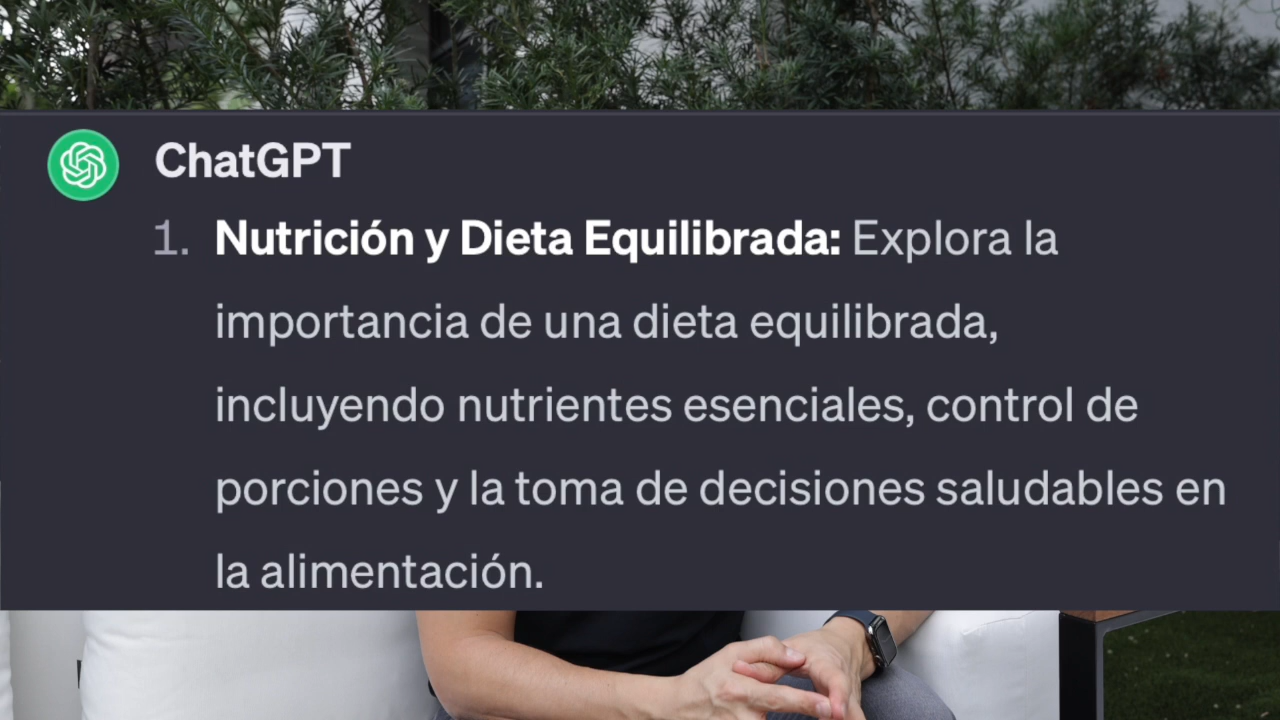 ChatGPT
1. Nutrición y Dieta Equilibrada: Explora la
importancia de una dieta equilibrada,
incluyendo nutrientes esenciales, control de
porciones y la toma de decisiones saludables en
la alimentación.